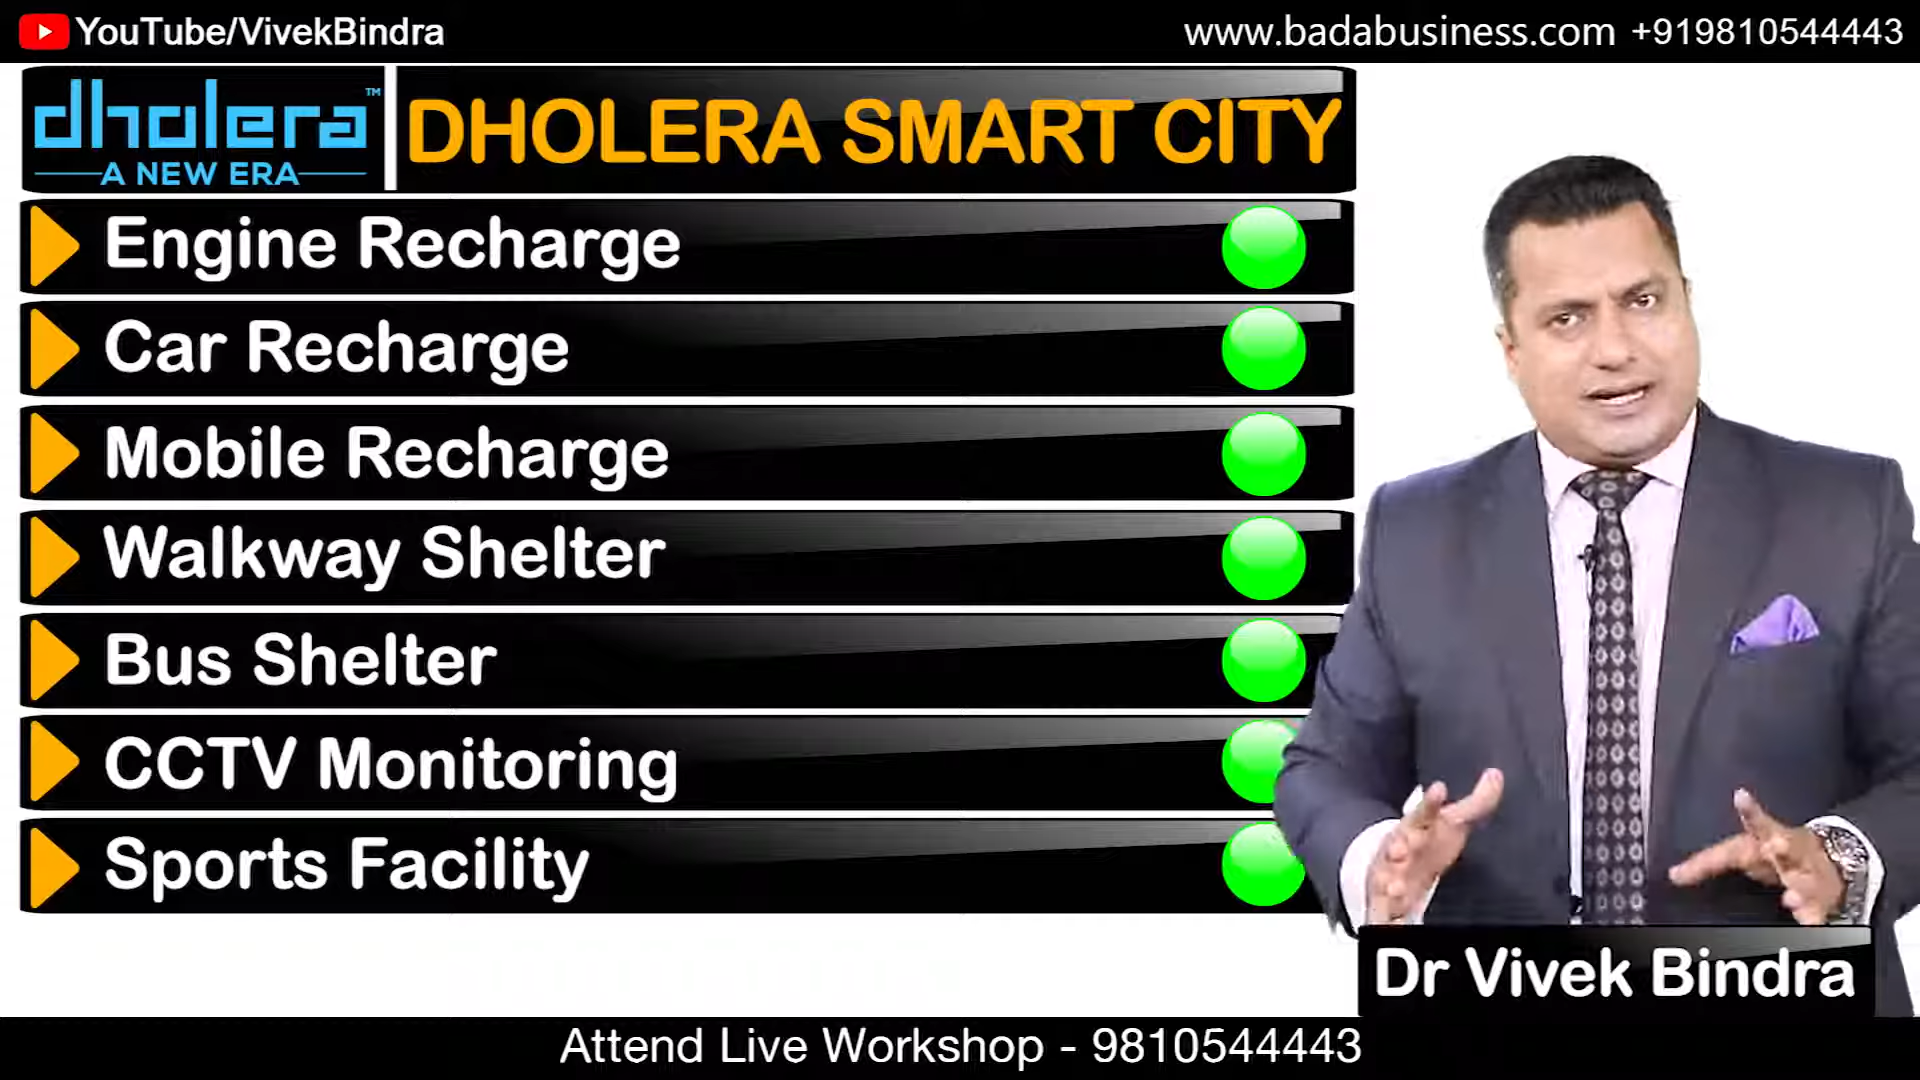 YouTube/VivekBindra
www.badabusiness.com +919810544443
dholera™
A NEW ERA
DHOLERA SMART CITY
Engine Recharge
Car Recharge
Mobile Recharge
Walkway Shelter
Bus Shelter
CCTV Monitoring
Sports Facility
Dr Vivek Bindra
Attend Live Workshop - 9810544443